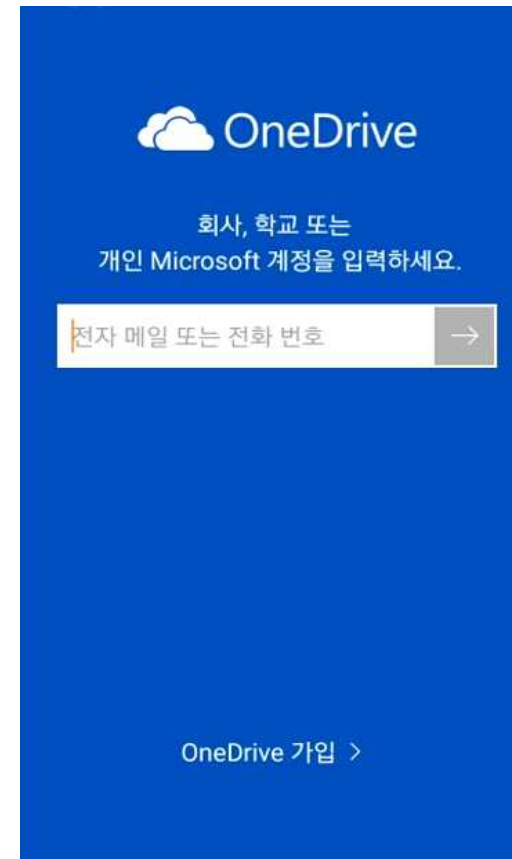 OneDrive
회사, 학교 또는
개인 Microsoft 계정을 입력하세요.
전자 메일 또는 전화 번호
OneDrive 가입